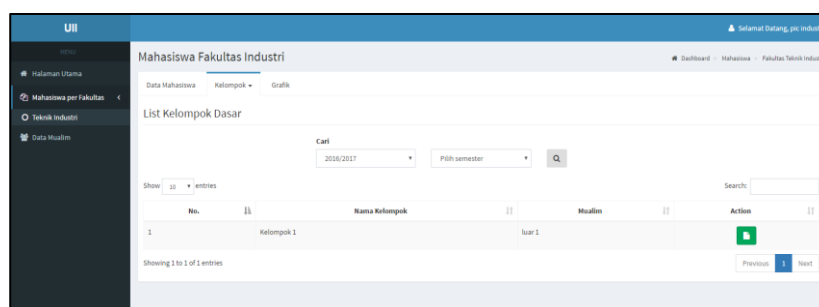 UII
Selamat Datang, pic indust
MENU
Mahasiswa Fakultas Industri
Dashboard > Mahasiswa > Fakultas Teknik Indus
Halaman Utama
Data Mahasiswa Kelompok Grafik
Mahasiswa per Fakultas
List Kelompok Dasar
Teknik Industri
Data Mualim
Cari
2016/2017 Pilih semester
Show 10 entries Search:
No. Nama Kelompok Mualim Action
1 Kelompok 1 luar 1
Showing 1 to 1 of 1 entries Previous 1 Next